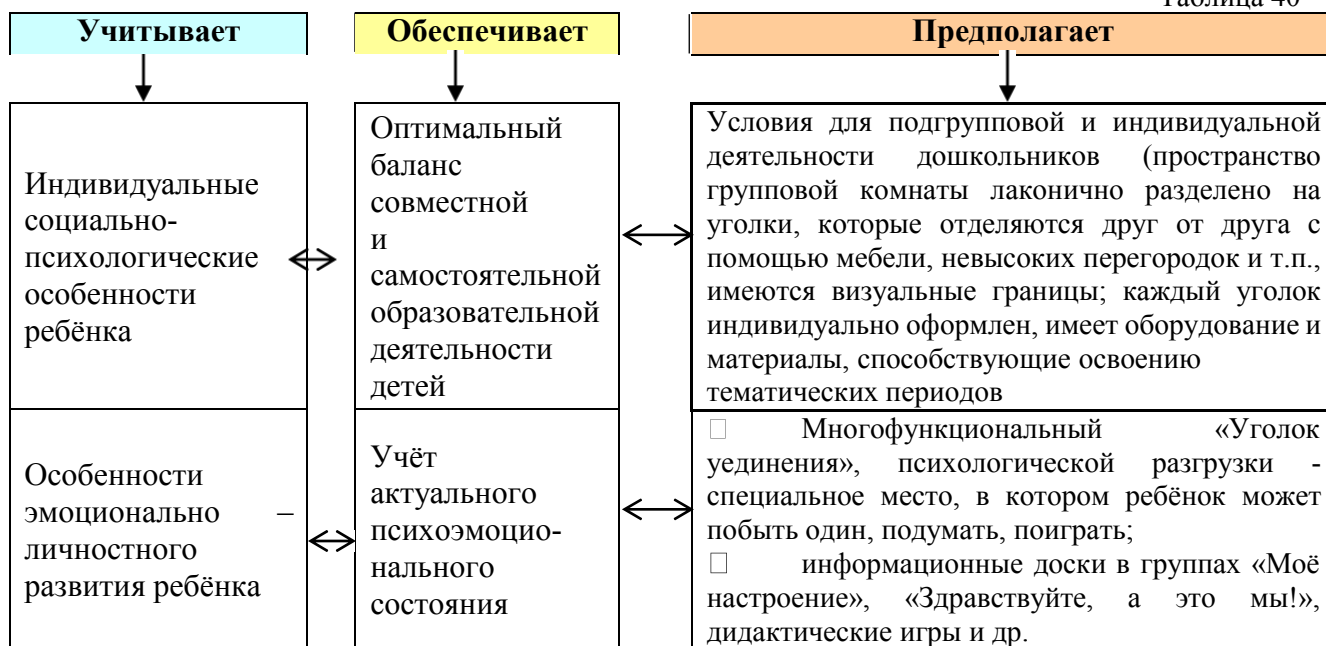 Таблица 40
Учитывает
Обеспечивает
Предполагает
Индивидуальные
социально-
психологические
особенности
ребёнка
Оптимальный
баланс
совместной
и
самостоятельной
образовательной
деятельности
детей
Условия для подгрупповой и индивидуальной
деятельности дошкольников (пространство
групповой комнаты лаконично разделено на
уголки, которые отделяются друг от друга с
помощью мебели, невысоких перегородок и т.п.,
имеются визуальные границы; каждый уголок
индивидуально оформлен, имеет оборудование и
материалы, способствующие освоению
тематических периодов
Особенности
эмоционально –
личностного
развития ребёнка
Учёт
актуального
психоэмоцио-
нального
состояния
Многофункциональный «Уголок
уединения», психологической разгрузки -
специальное место, в котором ребёнок может
побыть один, подумать, поиграть;
информационные доски в группах «Моё
настроение», «Здравствуйте, а это мы!»,
дидактические игры и др.